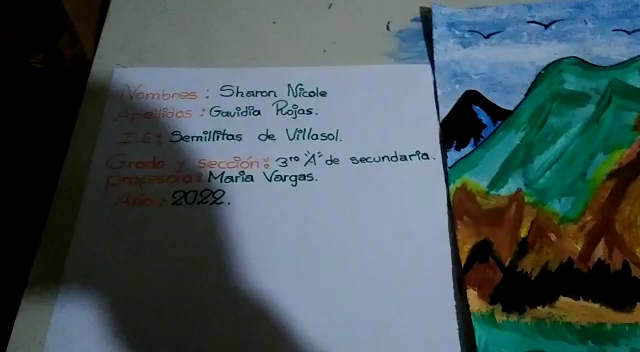 Nombres: Sharon Nicole
Apellidos: Gavidia Rojas.
I.E: Semillitas de Villasol.
Grado y sección: 3ro "A" de secundaria.
profesora: Maria Vargas.
Año: 2022.